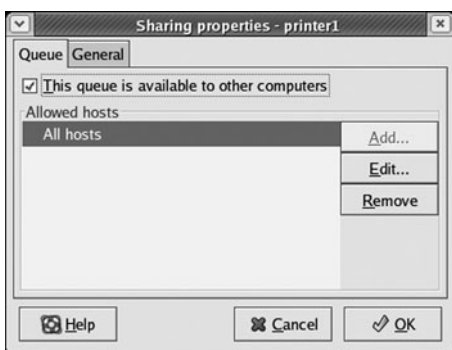 Sharing properties - printer1
Queue General
This queue is available to other computers
Allowed hosts
All hosts
Add...
Edit...
Remove
Help Cancel OK